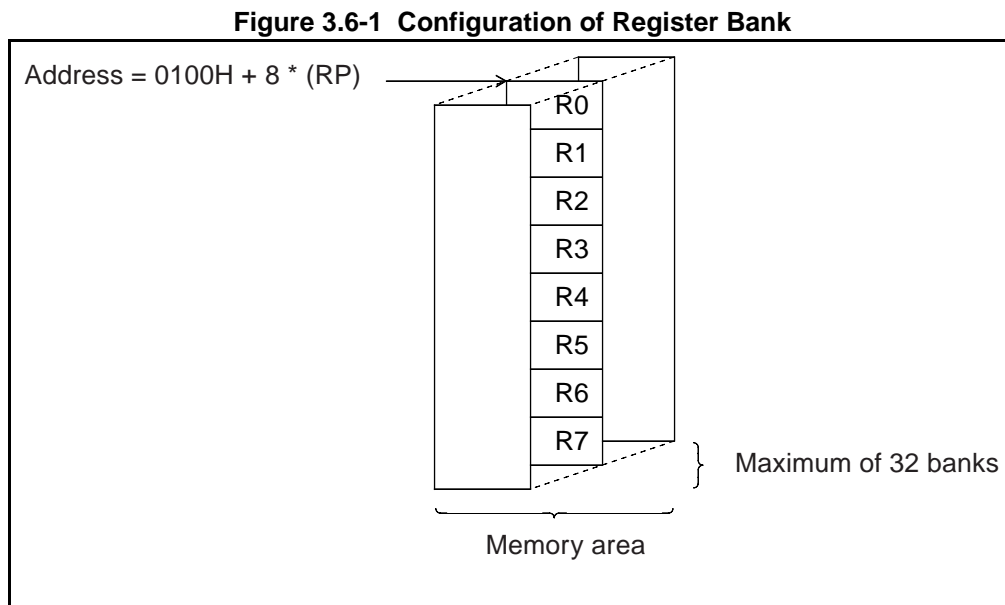 Figure 3.6-1 Configuration of Register Bank
Address = 0100H + 8 * (RP)
R0
R1
R2
R3
R4
R5
R6
R7
Maximum of 32 banks
Memory area